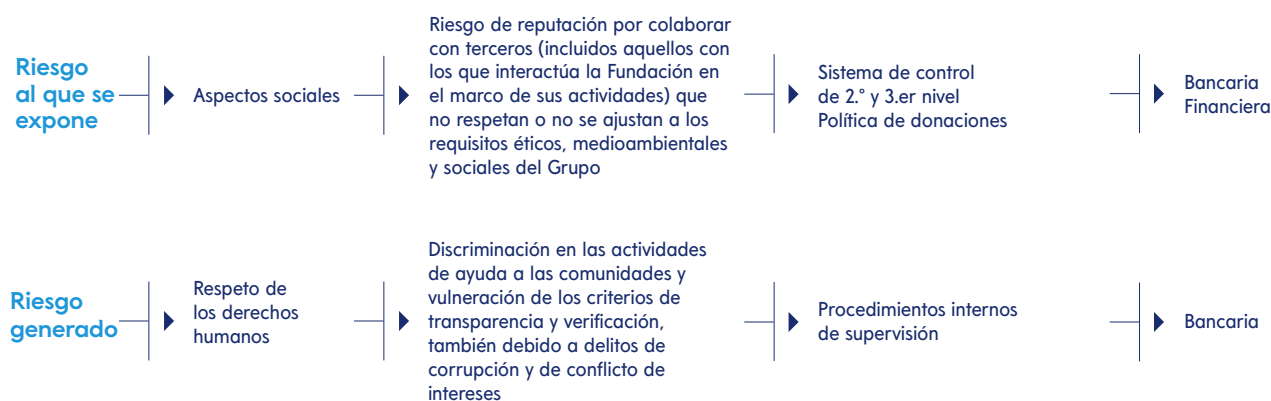 Riesgo
al que se
expone
Aspectos sociales
Riesgo de reputación por colaborar
con terceros (incluidos aquellos con
los que interactúa la Fundación en
el marco de sus actividades) que
no respetan o no se ajustan a los
requisitos éticos, medioambientales
y sociales del Grupo
Sistema de control
de 2.° y 3.er nivel
Política de donaciones
Bancaria
Financiera
Riesgo
generado
Respeto de
los derechos
humanos
Discriminación en las actividades
de ayuda a las comunidades y
vulneración de los criterios de
transparencia y verificación,
también debido a delitos de
corrupción y de conflicto de
intereses
Procedimientos internos
de supervisión
Bancaria